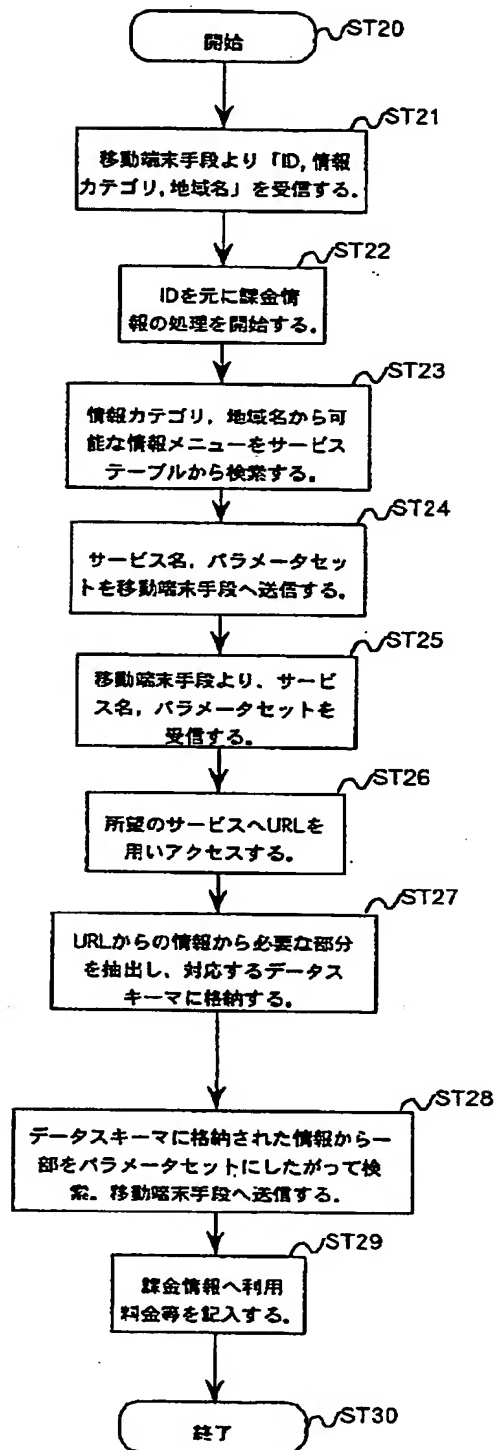 ST20
開始
ST21
移動端末手段より「ID, 情報
カテゴリ, 地域名」を受信する。
ST22
IDを元に課金情
報の処理を開始する。
ST23
情報カテゴリ, 地域名から可
能な情報メニューをサービス
テーブルから検索する。
ST24
サービス名, パラメータセッ
トを移動端末手段へ送信する。
ST25
移動端末手段より、サービ
ス名, パラメータセットを
受信する。
ST26
所望のサービスへURLを
用いアクセスする。
ST27
URLからの情報から必要な部分
を抽出し、対応するデータス
キーマに格納する。
ST28
データスキーマに格納された情報から一
部をパラメータセットにしたがって検
索。移動端末手段へ送信する。
ST29
課金情報へ利用
料金等を記入する。
ST30
終了